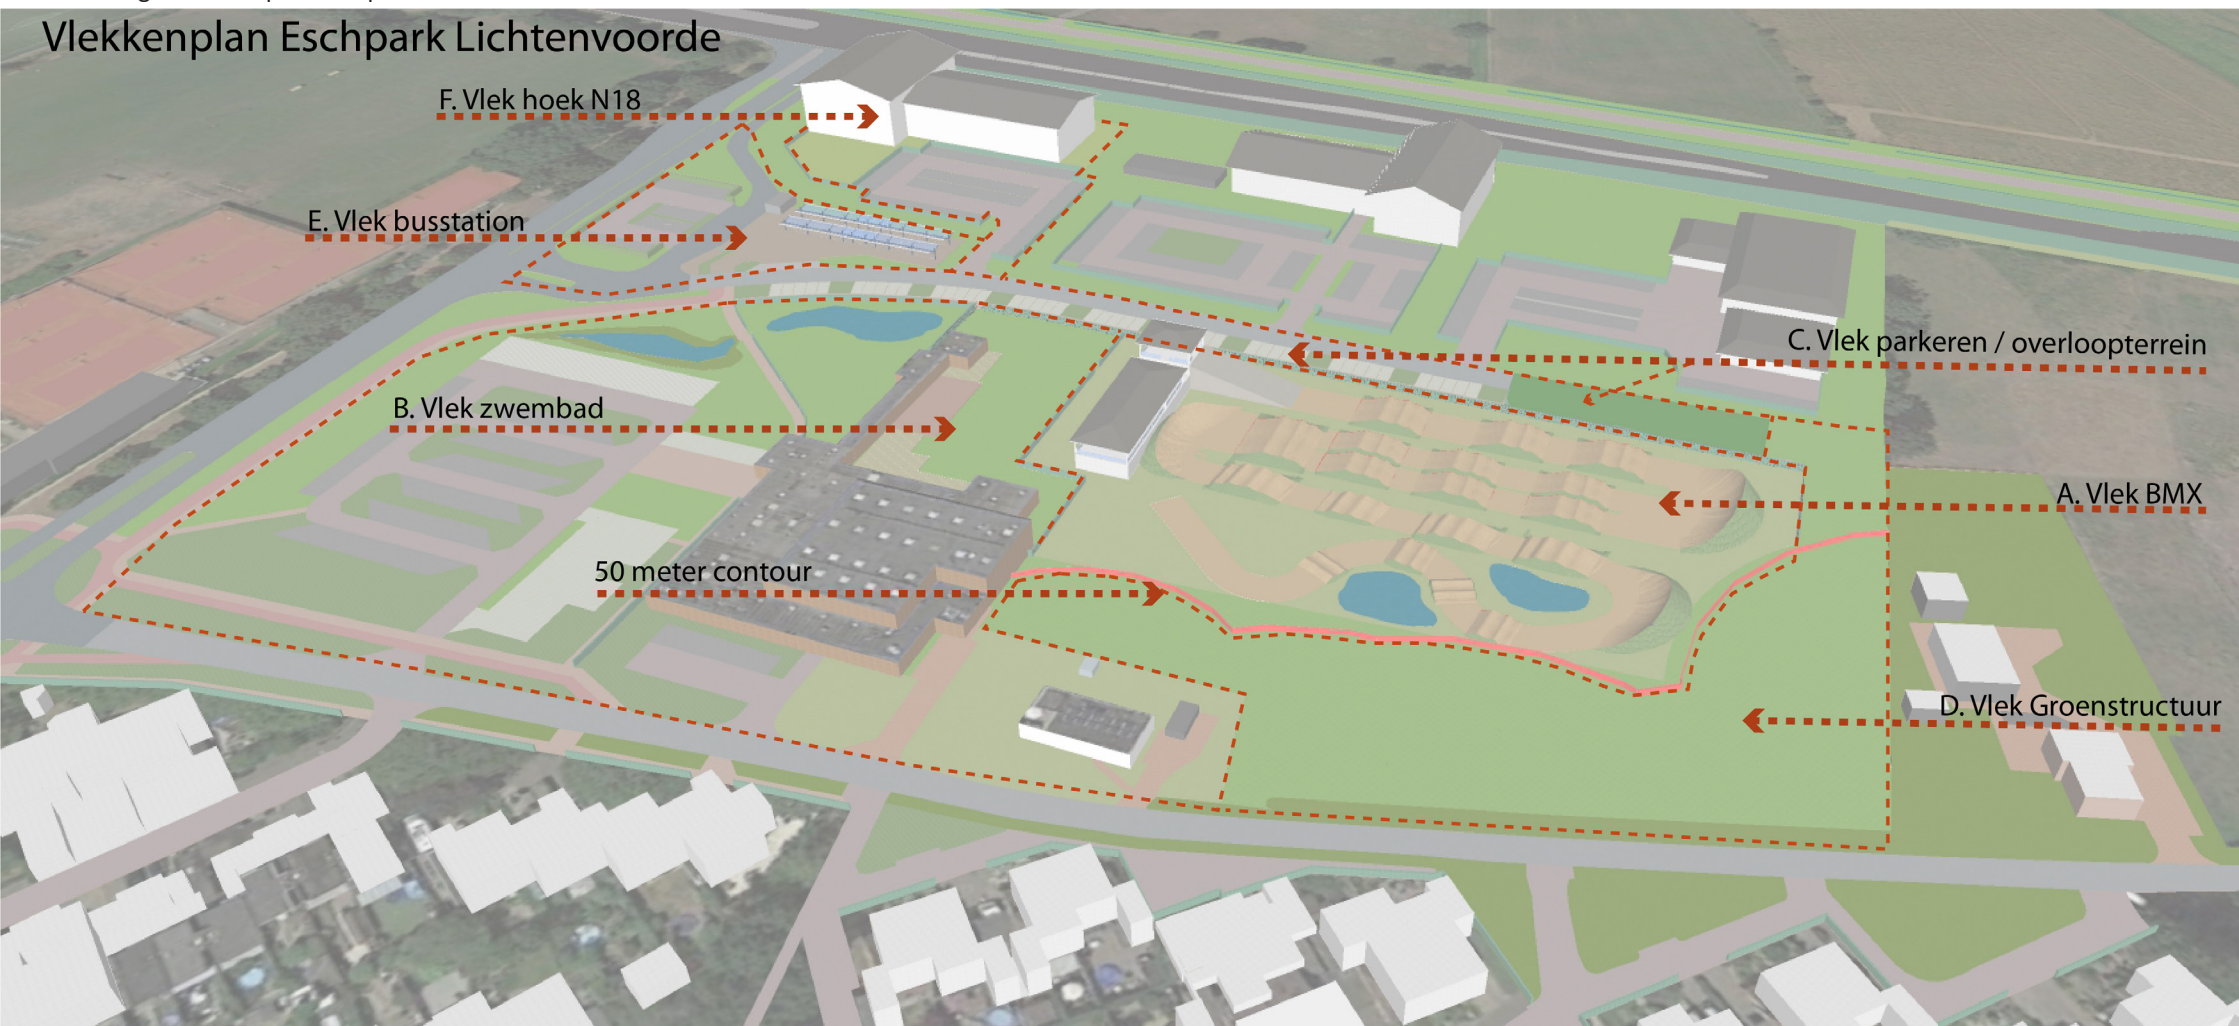 Vlekkenplan Eschpark Lichtenvoorde
F. Vlek hoek N18
E. Vlek busstation
C. Vlek parkeren / overloopterrein
B. Vlek zwembad
A. Vlek BMX
50 meter contour
D. Vlek Groenstructuur